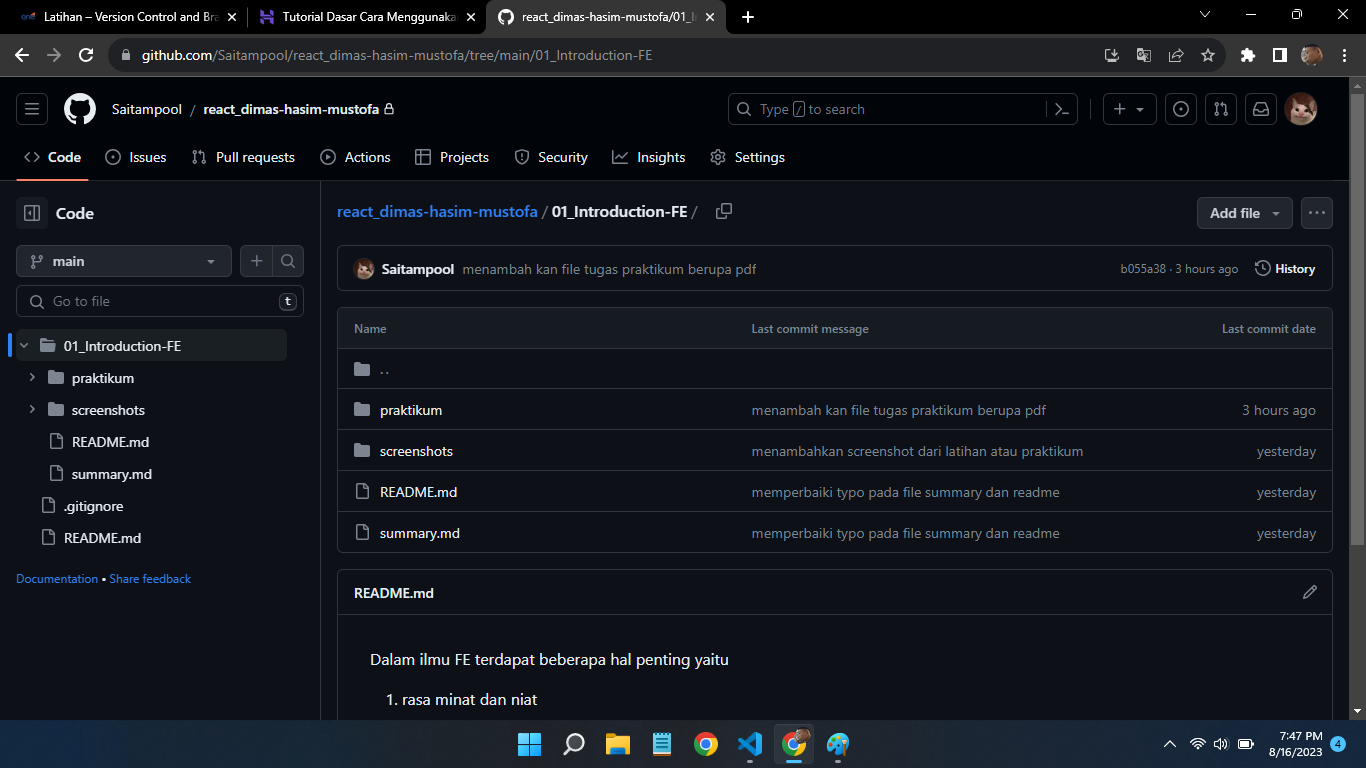 Latihan – Version Control and Bra
Tutorial Dasar Cara Menggunaka
react_dimas-hasim-mustofa/01_I
github.com/Saitampool/react_dimas-hasim-mustofa/tree/main/01_Introduction-FE
Saitampool / react_dimas-hasim-mustofa
Type / to search
Code Issues Pull requests Actions Projects Security Insights Settings
Code
main
Go to file t
01_Introduction-FE
praktikum
screenshots
README.md
summary.md
.gitignore
README.md
Documentation • Share feedback
react_dimas-hasim-mustofa / 01_Introduction-FE /
Add file
Saitampool menambah kan file tugas praktikum berupa pdf b055a38 · 3 hours ago History
Name Last commit message Last commit date
..
praktikum menambah kan file tugas praktikum berupa pdf 3 hours ago
screenshots menambahkan screenshot dari latihan atau praktikum yesterday
README.md memperbaiki typo pada file summary dan readme yesterday
summary.md memperbaiki typo pada file summary dan readme yesterday
README.md
Dalam ilmu FE terdapat beberapa hal penting yaitu
1. rasa minat dan niat
7:47 PM
8/16/2023
4